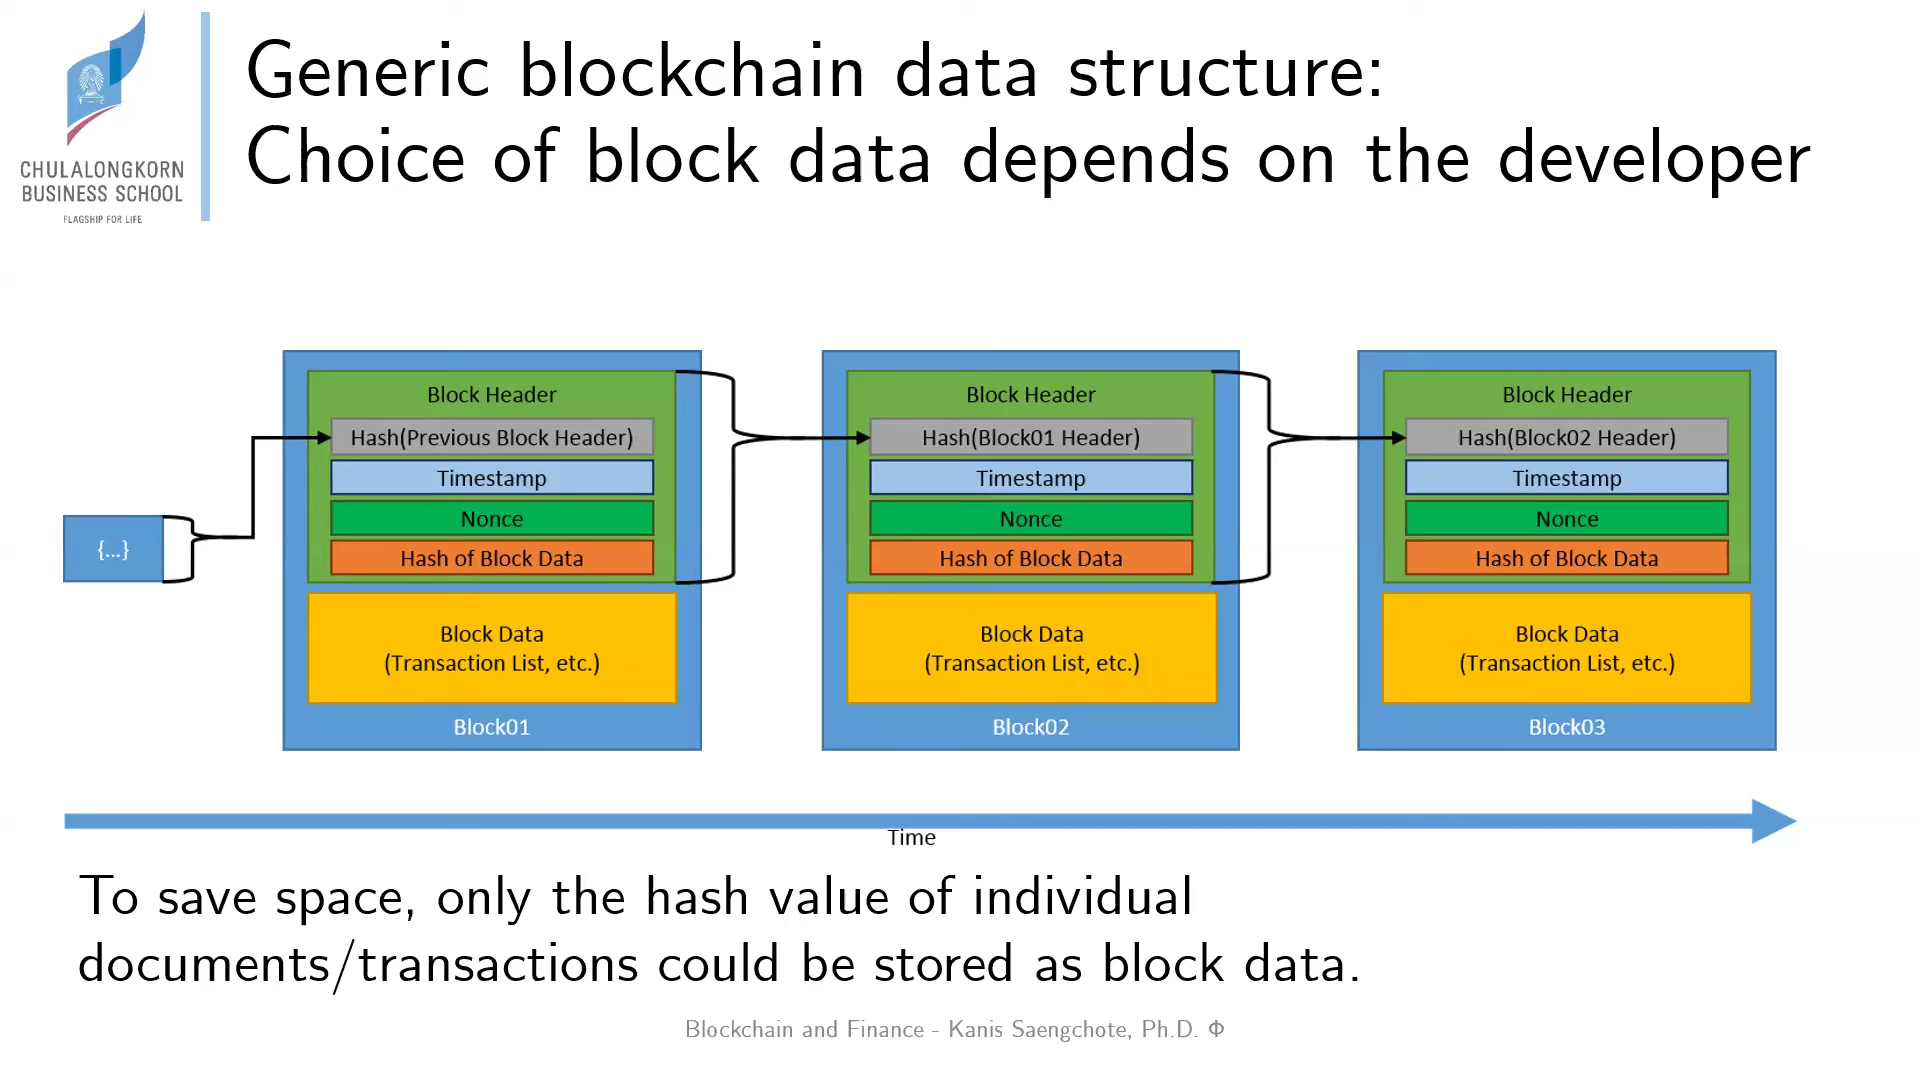 CHULALONGKORN
BUSINESS SCHOOL
FLAGSHIP FOR LIFE
Generic blockchain data structure:
Choice of block data depends on the developer
{...}
Block Header
Hash(Previous Block Header)
Timestamp
Nonce
Hash of Block Data
Block Data
(Transaction List, etc.)
Block01
Block Header
Hash(Block01 Header)
Timestamp
Nonce
Hash of Block Data
Block Data
(Transaction List, etc.)
Block02
Block Header
Hash(Block02 Header)
Timestamp
Nonce
Hash of Block Data
Block Data
(Transaction List, etc.)
Block03
Time
To save space, only the hash value of individual
documents/transactions could be stored as block data.
Blockchain and Finance - Kanis Saengchote, Ph.D. Φ